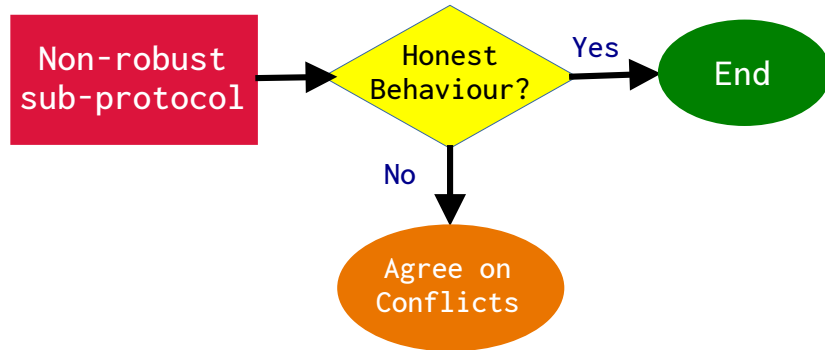 Non-robust
sub-protocol
Honest
Behaviour?
Yes
End
No
Agree on
Conflicts